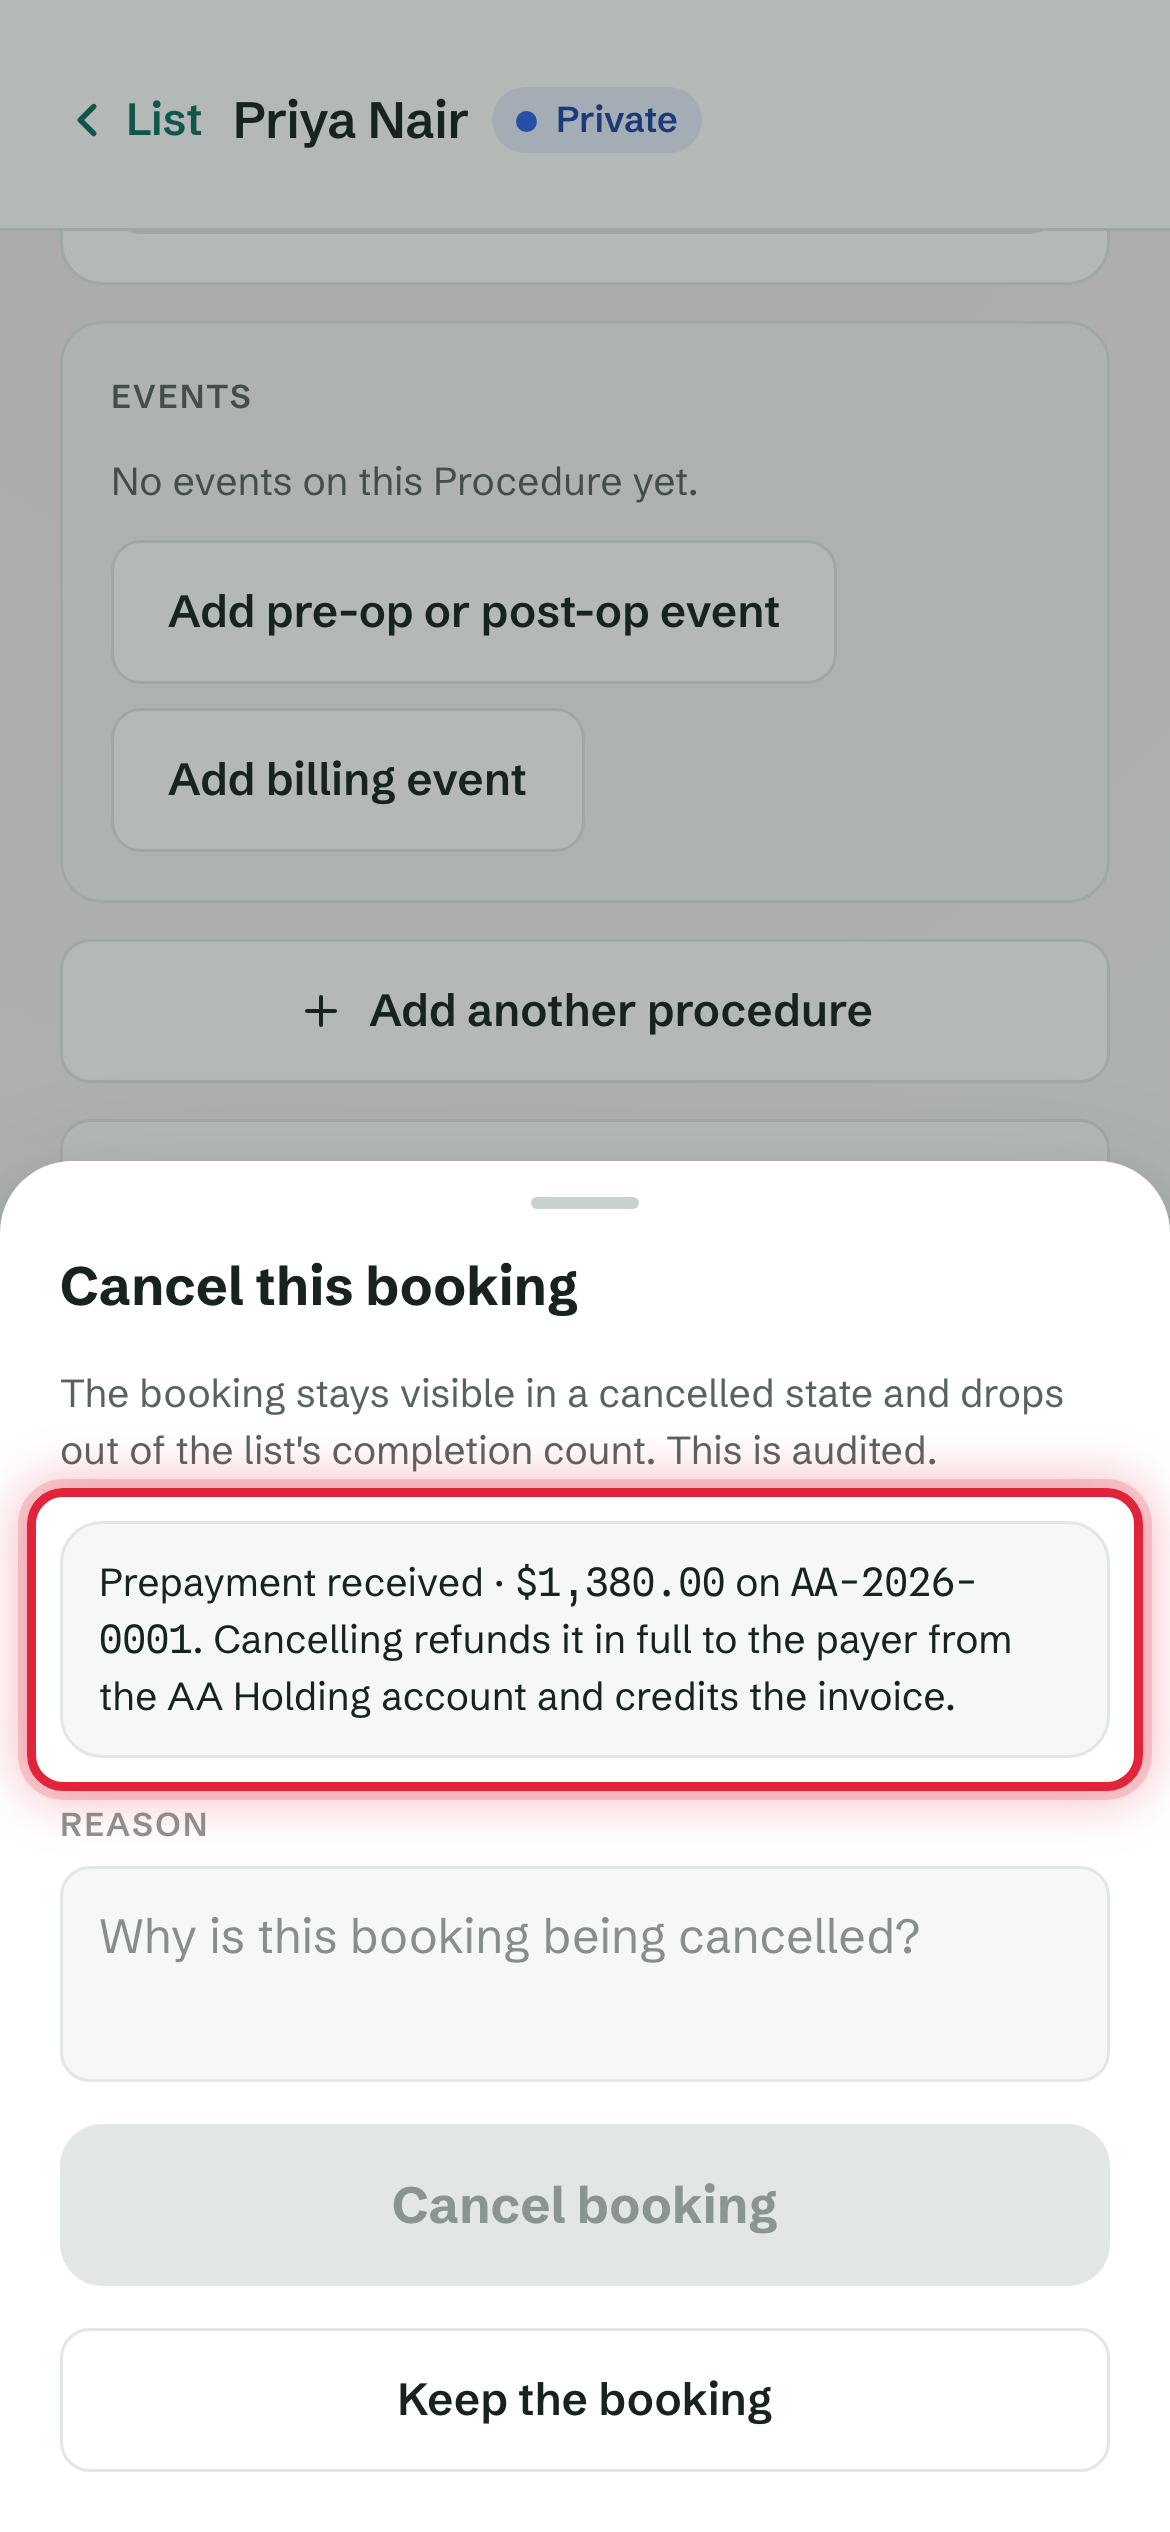 List Priya Nair Private
EVENTS
No events on this Procedure yet.
Add pre-op or post-op event
Add billing event
+ Add another procedure
Cancel this booking
The booking stays visible in a cancelled state and drops
out of the list's completion count. This is audited.
Prepayment received · $1,380.00 on AA-2026-
0001. Cancelling refunds it in full to the payer from
the AA Holding account and credits the invoice.
REASON
Why is this booking being cancelled?
Cancel booking
Keep the booking